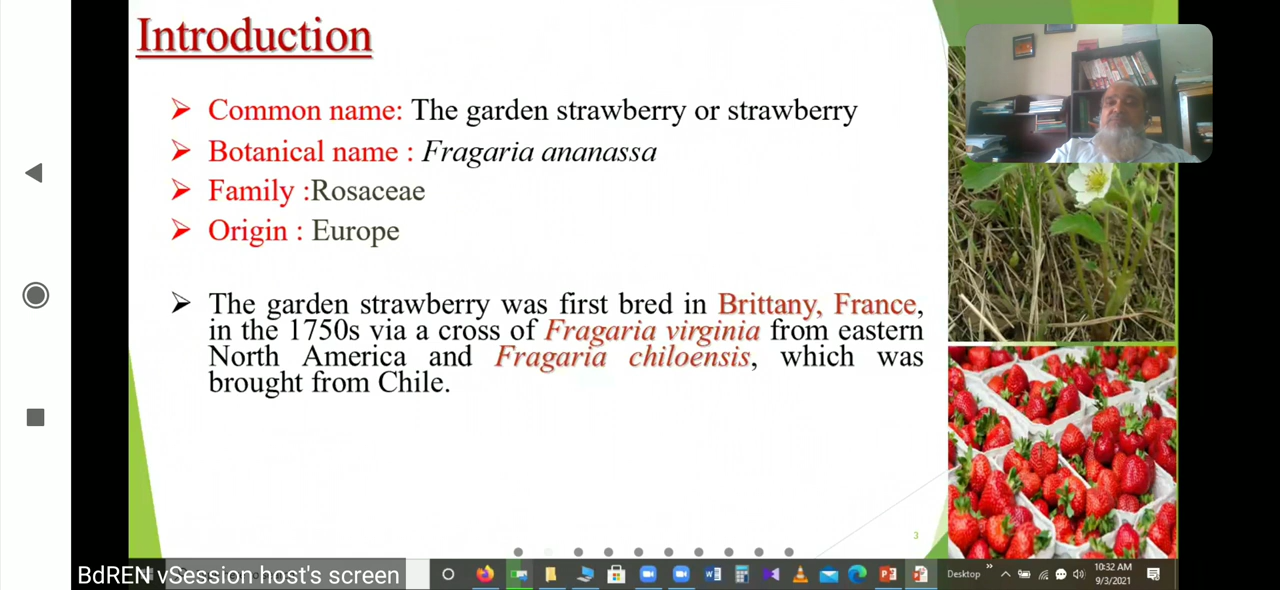 Introduction
➢ Common name: The garden strawberry or strawberry
➢ Botanical name : Fragaria ananassa
➢ Family :Rosaceae
➢ Origin : Europe
➢ The garden strawberry was first bred in Brittany, France,
in the 1750s via a cross of Fragaria virginia from eastern
North America and Fragaria chiloensis, which was
brought from Chile.
3
BdREN vSession host's screen
Desktop
10:32 AM
9/3/2021